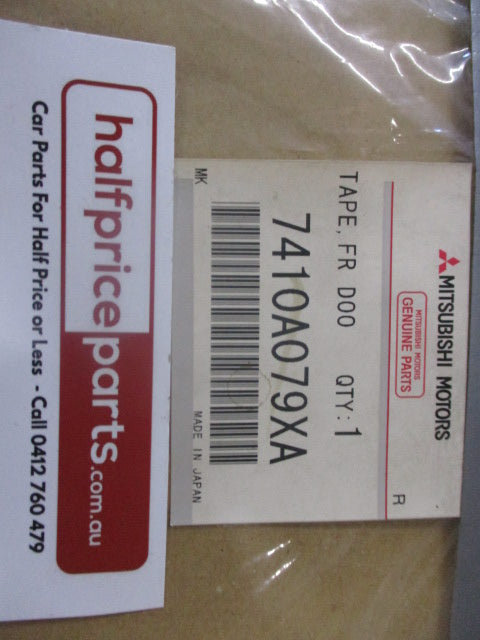 MITSUBISHI MOTORS
MITSUBISHI MOTORS
GENUINE PARTS
R
TAPE, FR DOO QTY: 1
7410A079XA
MK
MADE IN JAPAN
halfpriceparts.com.au
Car Parts For Half Price or Less - Call 0412 760 479